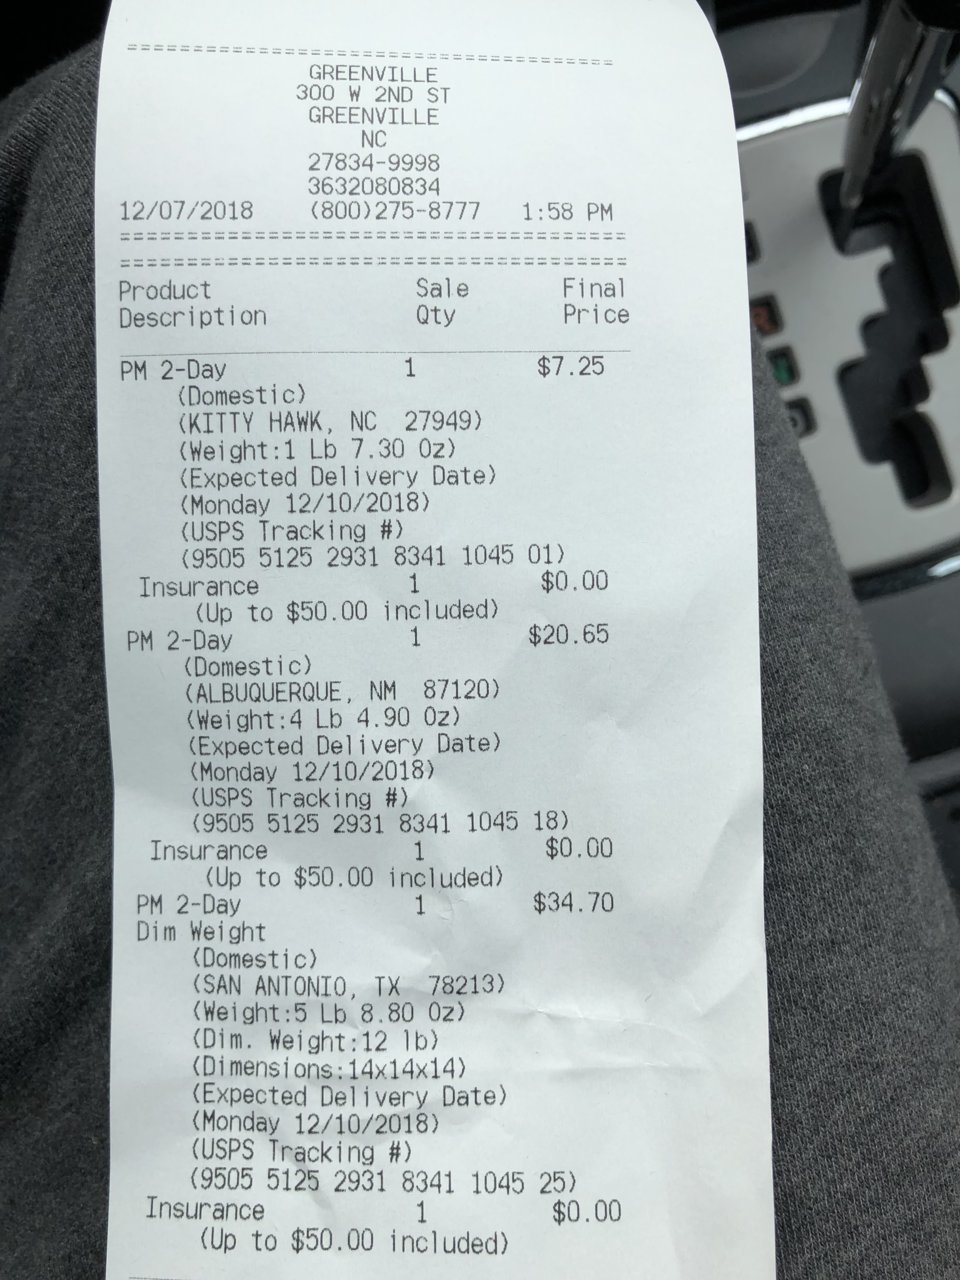 GREENVILLE
300 W 2ND ST
GREENVILLE
NC
27834-9998
3632080834
12/07/2018 (800)275-8777 1:58 PM
Product Sale Final
Description Qty Price
PM 2-Day 1 $7.25
(Domestic)
(KITTY HAWK, NC 27949)
(Weight:1 Lb 7.30 Oz)
(Expected Delivery Date)
(Monday 12/10/2018)
(USPS Tracking #)
(9505 5125 2931 8341 1045 01)
Insurance 1 $0.00
(Up to $50.00 included)
PM 2-Day 1 $20.65
(Domestic)
(ALBUQUERQUE, NM 87120)
(Weight:4 Lb 4.90 Oz)
(Expected Delivery Date)
(Monday 12/10/2018)
(USPS Tracking #)
(9505 5125 2931 8341 1045 18)
Insurance 1 $0.00
(Up to $50.00 included)
PM 2-Day 1 $34.70
Dim Weight
(Domestic)
(SAN ANTONIO, TX 78213)
(Weight:5 Lb 8.80 Oz)
(Dim. Weight:12 lb)
(Dimensions:14x14x14)
(Expected Delivery Date)
(Monday 12/10/2018)
(USPS Tracking #)
(9505 5125 2931 8341 1045 25)
Insurance 1 $0.00
(Up to $50.00 included)